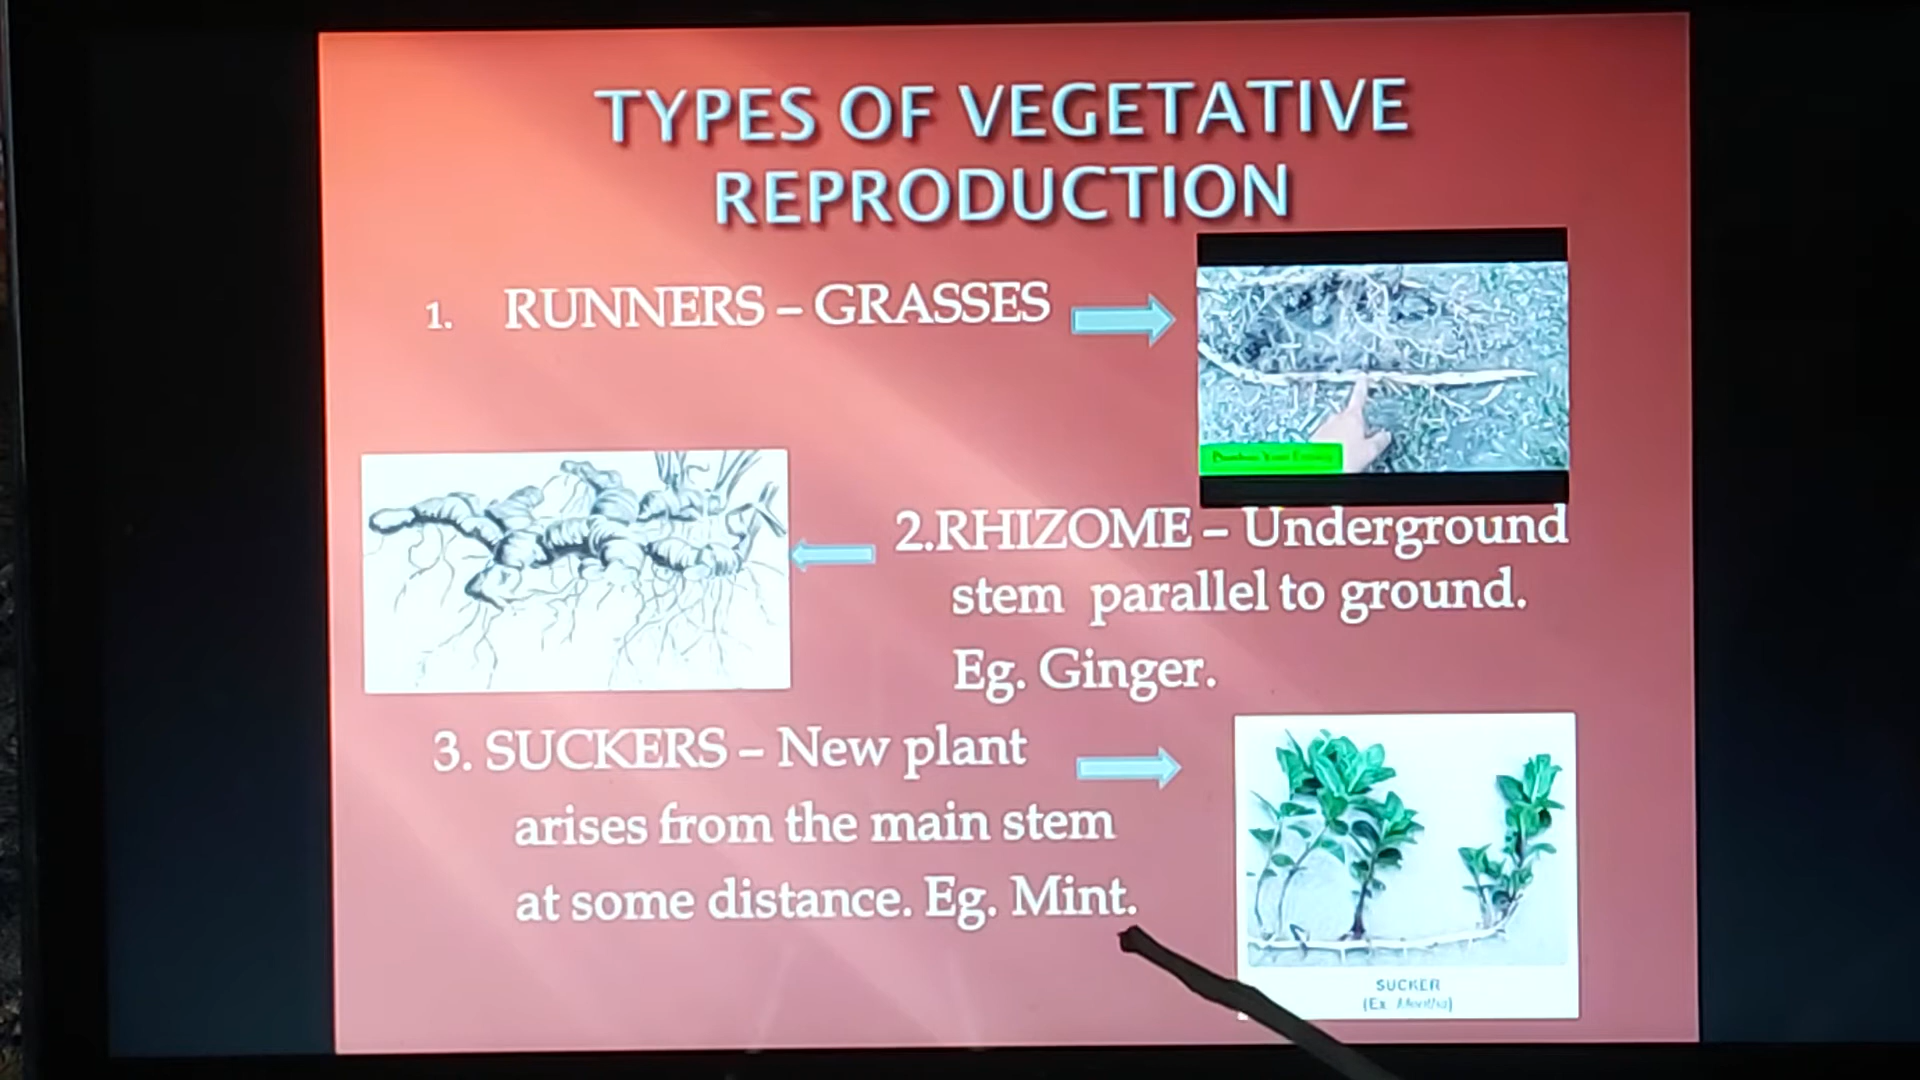 TYPES OF VEGETATIVE
REPRODUCTION
1. RUNNERS – GRASSES
2.RHIZOME – Underground
stem parallel to ground.
Eg. Ginger.
3. SUCKERS – New plant
arises from the main stem
at some distance. Eg. Mint.
SUCKER
(Ex. Mentha)